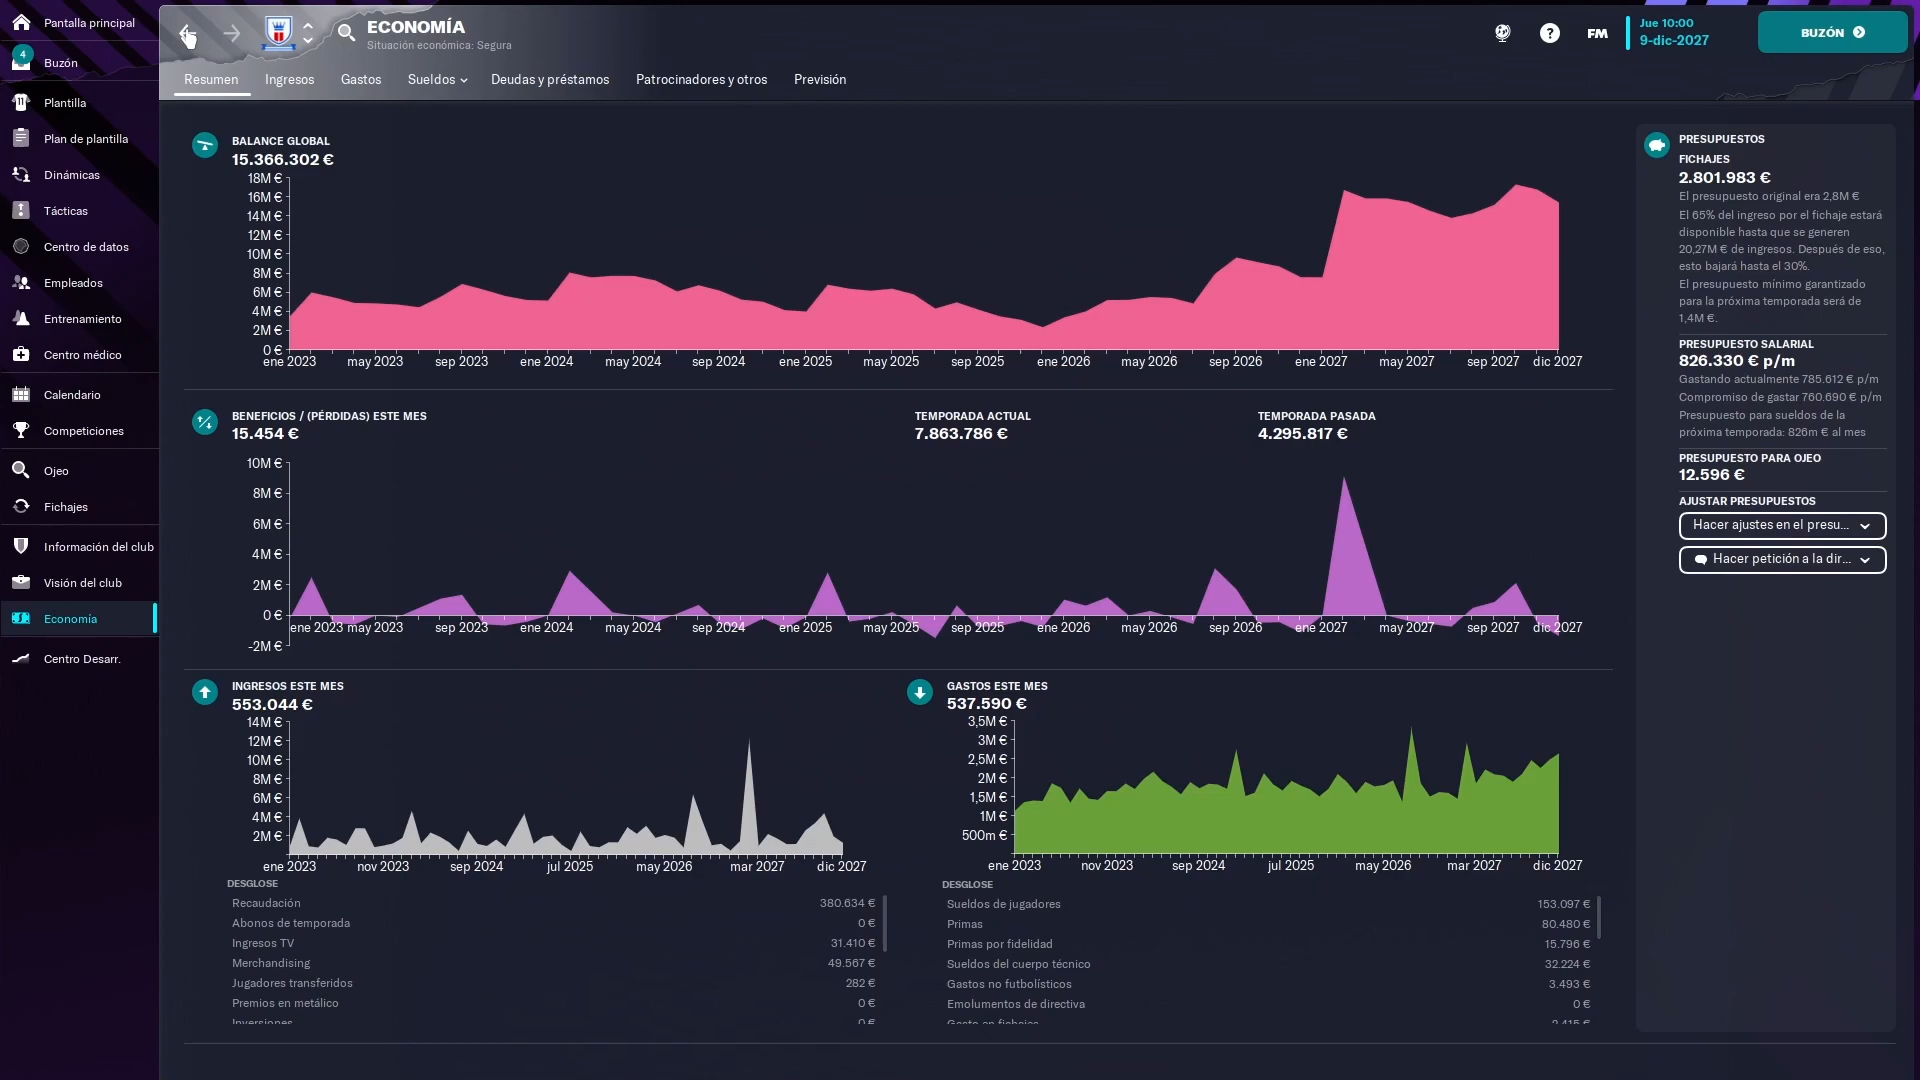 Pantalla principal
4
Buzón
11
Plantilla
Plan de plantilla
Dinámicas
Tácticas
Centro de datos
Empleados
Entrenamiento
Centro médico
Calendario
Competiciones
Ojeo
Fichajes
Información del club
Visión del club
Economía
Centro Desarr.
ECONOMÍA
Situación económica: Segura
?
FM
Jue 10:00
9-dic-2027
BUZÓN
Resumen Ingresos Gastos Sueldos Deudas y préstamos Patrocinadores y otros Previsión
BALANCE GLOBAL
15.366.302 €
18M €
16M €
14M €
12M €
10M €
8M €
6M €
4M €
2M €
0 €
ene 2023 may 2023 sep 2023 ene 2024 may 2024 sep 2024 ene 2025 may 2025 sep 2025 ene 2026 may 2026 sep 2026 ene 2027 may 2027 sep 2027 dic 2027
BENEFICIOS / (PÉRDIDAS) ESTE MES
15.454 €
TEMPORADA ACTUAL
7.863.786 €
TEMPORADA PASADA
4.295.817 €
10M €
8M €
6M €
4M €
2M €
0 €
-2M €
ene 2023 may 2023 sep 2023 ene 2024 may 2024 sep 2024 ene 2025 may 2025 sep 2025 ene 2026 may 2026 sep 2026 ene 2027 may 2027 sep 2027 dic 2027
INGRESOS ESTE MES
553.044 €
14M €
12M €
10M €
8M €
6M €
4M €
2M €
ene 2023 nov 2023 sep 2024 jul 2025 may 2026 mar 2027 dic 2027
DESGLOSE
Recaudación 380.634 €
Abonos de temporada 0 €
Ingresos TV 31.410 €
Merchandising 49.567 €
Jugadores transferidos 282 €
Premios en metálico 0 €
Inversiones 0 €
GASTOS ESTE MES
537.590 €
3,5M €
3M €
2,5M €
2M €
1,5M €
1M €
500m €
ene 2023 nov 2023 sep 2024 jul 2025 may 2026 mar 2027 dic 2027
DESGLOSE
Sueldos de jugadores 153.097 €
Primas 80.480 €
Primas por fidelidad 15.796 €
Sueldos del cuerpo técnico 32.224 €
Gastos no futbolísticos 3.493 €
Emolumentos de directiva 0 €
Gasto en fichajes 2.415 €
PRESUPUESTOS
FICHAJES
2.801.983 €
El presupuesto original era 2,8M €
El 65% del ingreso por el fichaje estará
disponible hasta que se generen
20,27M € de ingresos. Después de eso,
esto bajará hasta el 30%.
El presupuesto mínimo garantizado
para la próxima temporada será de
1,4M €.
PRESUPUESTO SALARIAL
826.330 € p/m
Gastando actualmente 785.612 € p/m
Compromiso de gastar 760.690 € p/m
Presupuesto para sueldos de la
próxima temporada: 826m € al mes
PRESUPUESTO PARA OJEO
12.596 €
AJUSTAR PRESUPUESTOS
Hacer ajustes en el presu...
Hacer petición a la dir...